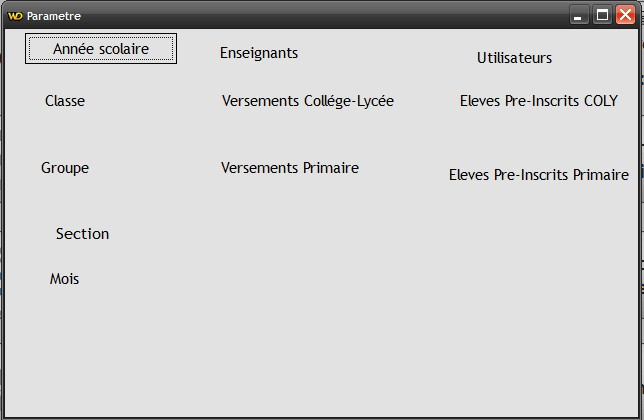 WD Parametre
Année scolaire
Enseignants
Utilisateurs
Classe
Versements Collége-Lycée
Eleves Pre-Inscrits COLY
Groupe
Versements Primaire
Eleves Pre-Inscrits Primaire
Section
Mois